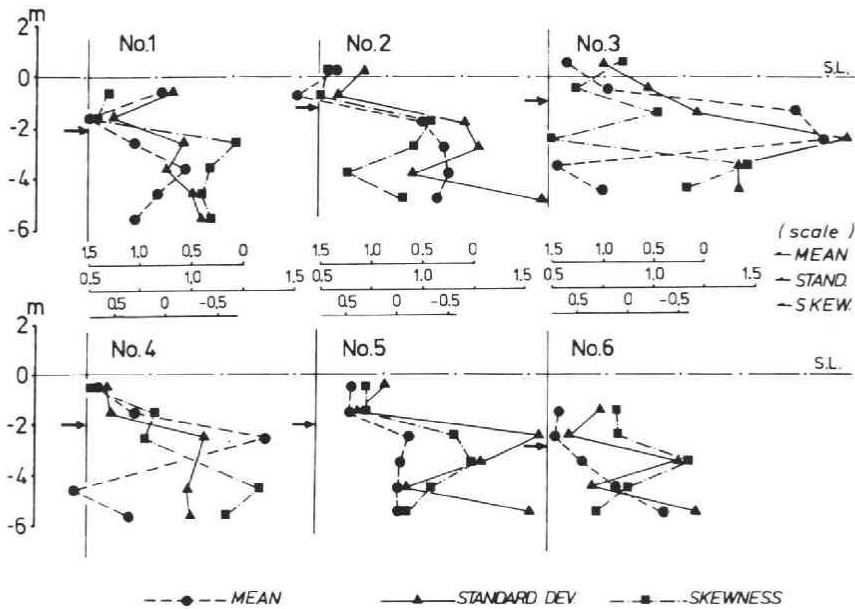 m
2
0
-2
-4
-6
No.1
No.2
No.3
S.L.
1.5 1.0 0.5 0
0.5 1.0 1.5
0.5 0 -0.5
1.5 1.0 0.5 0
0.5 1.0 1.5
0.5 0 -0.5
1.5 1.0 0.5 0
0.5 1.0 1.5
0.5 0 -0.5
(scale)
MEAN
STAND.
SKEW.
m
2
0
-2
-4
-6
No.4
No.5
No.6
S.L.
MEAN STANDARD DEV. SKEWNESS